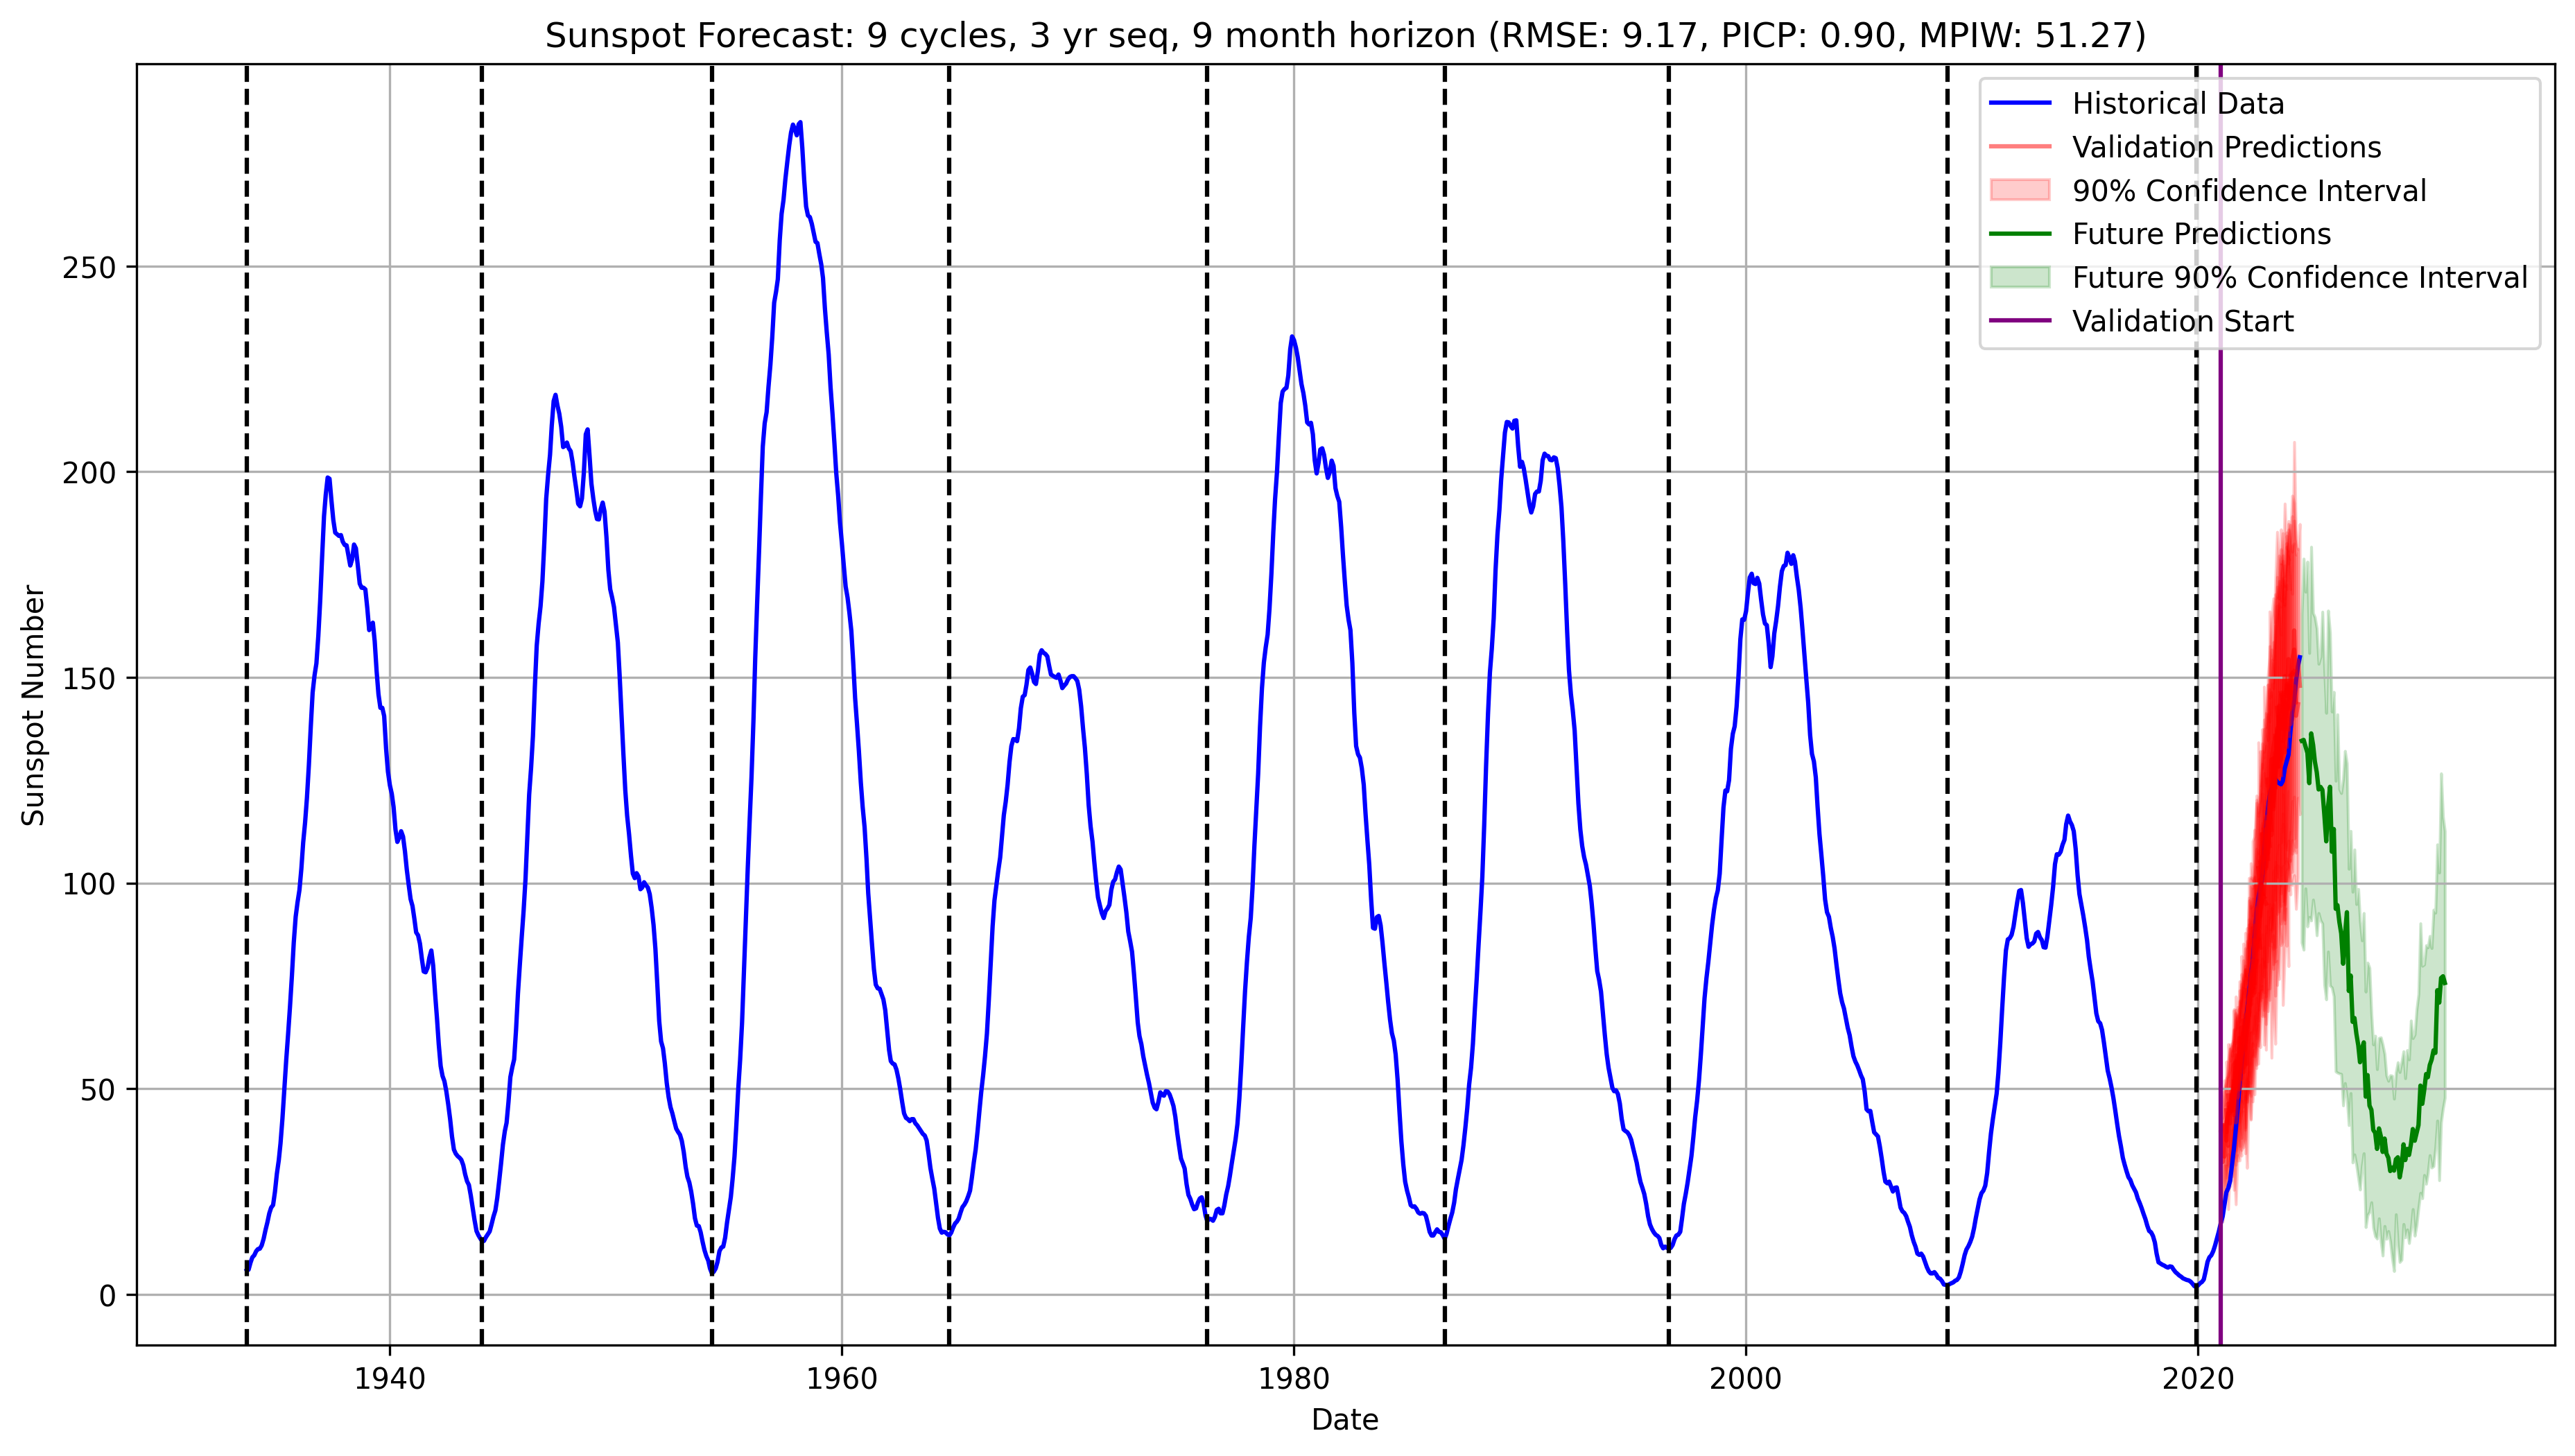 Sunspot Forecast: 9 cycles, 3 yr seq, 9 month horizon (RMSE: 9.17, PICP: 0.90, MPIW: 51.27)
Historical Data
Validation Predictions
90% Confidence Interval
Future Predictions
Future 90% Confidence Interval
Validation Start
Sunspot Number
250
200
150
100
50
0
1940
1960
1980
2000
2020
Date